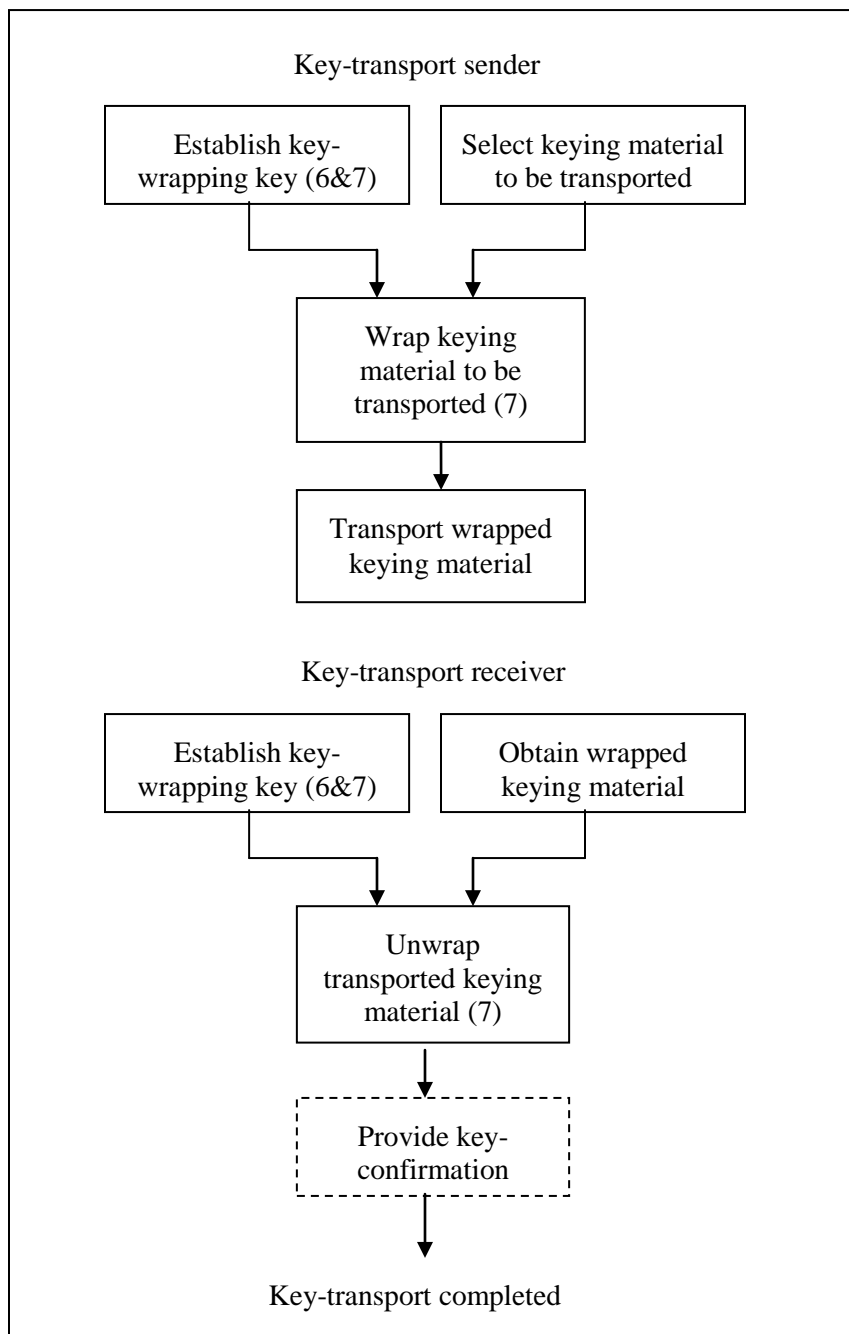 Key-transport sender
Establish key-
wrapping key (6&7)
Select keying material
to be transported
Wrap keying
material to be
transported (7)
Transport wrapped
keying material
Key-transport receiver
Establish key-
wrapping key (6&7)
Obtain wrapped
keying material
Unwrap
transported keying
material (7)
Provide key-
confirmation
Key-transport completed